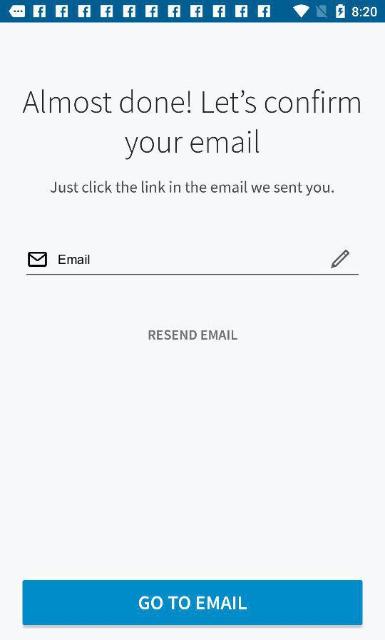 8:20
Almost done! Let's confirm
your email
Just click the link in the email we sent you.
Email
RESEND EMAIL
GO TO EMAIL